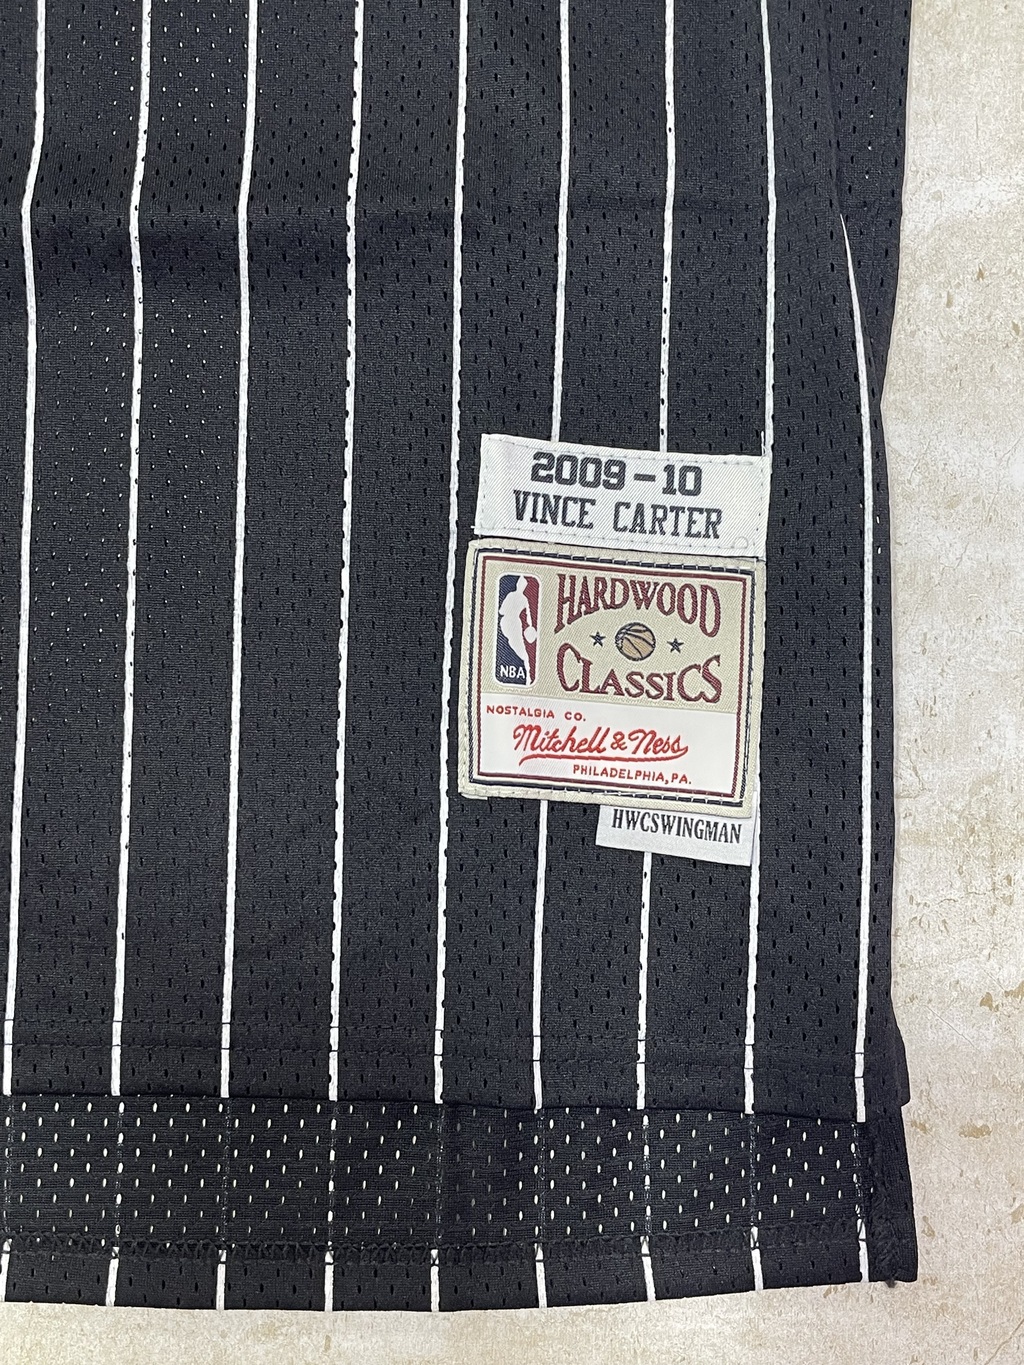 2009-10
VINCE CARTER
HARDWOOD
CLASSICS
NBA
NOSTALGIA CO.
Mitchell & Ness
PHILADELPHIA, PA.
HWCSWINGMAN